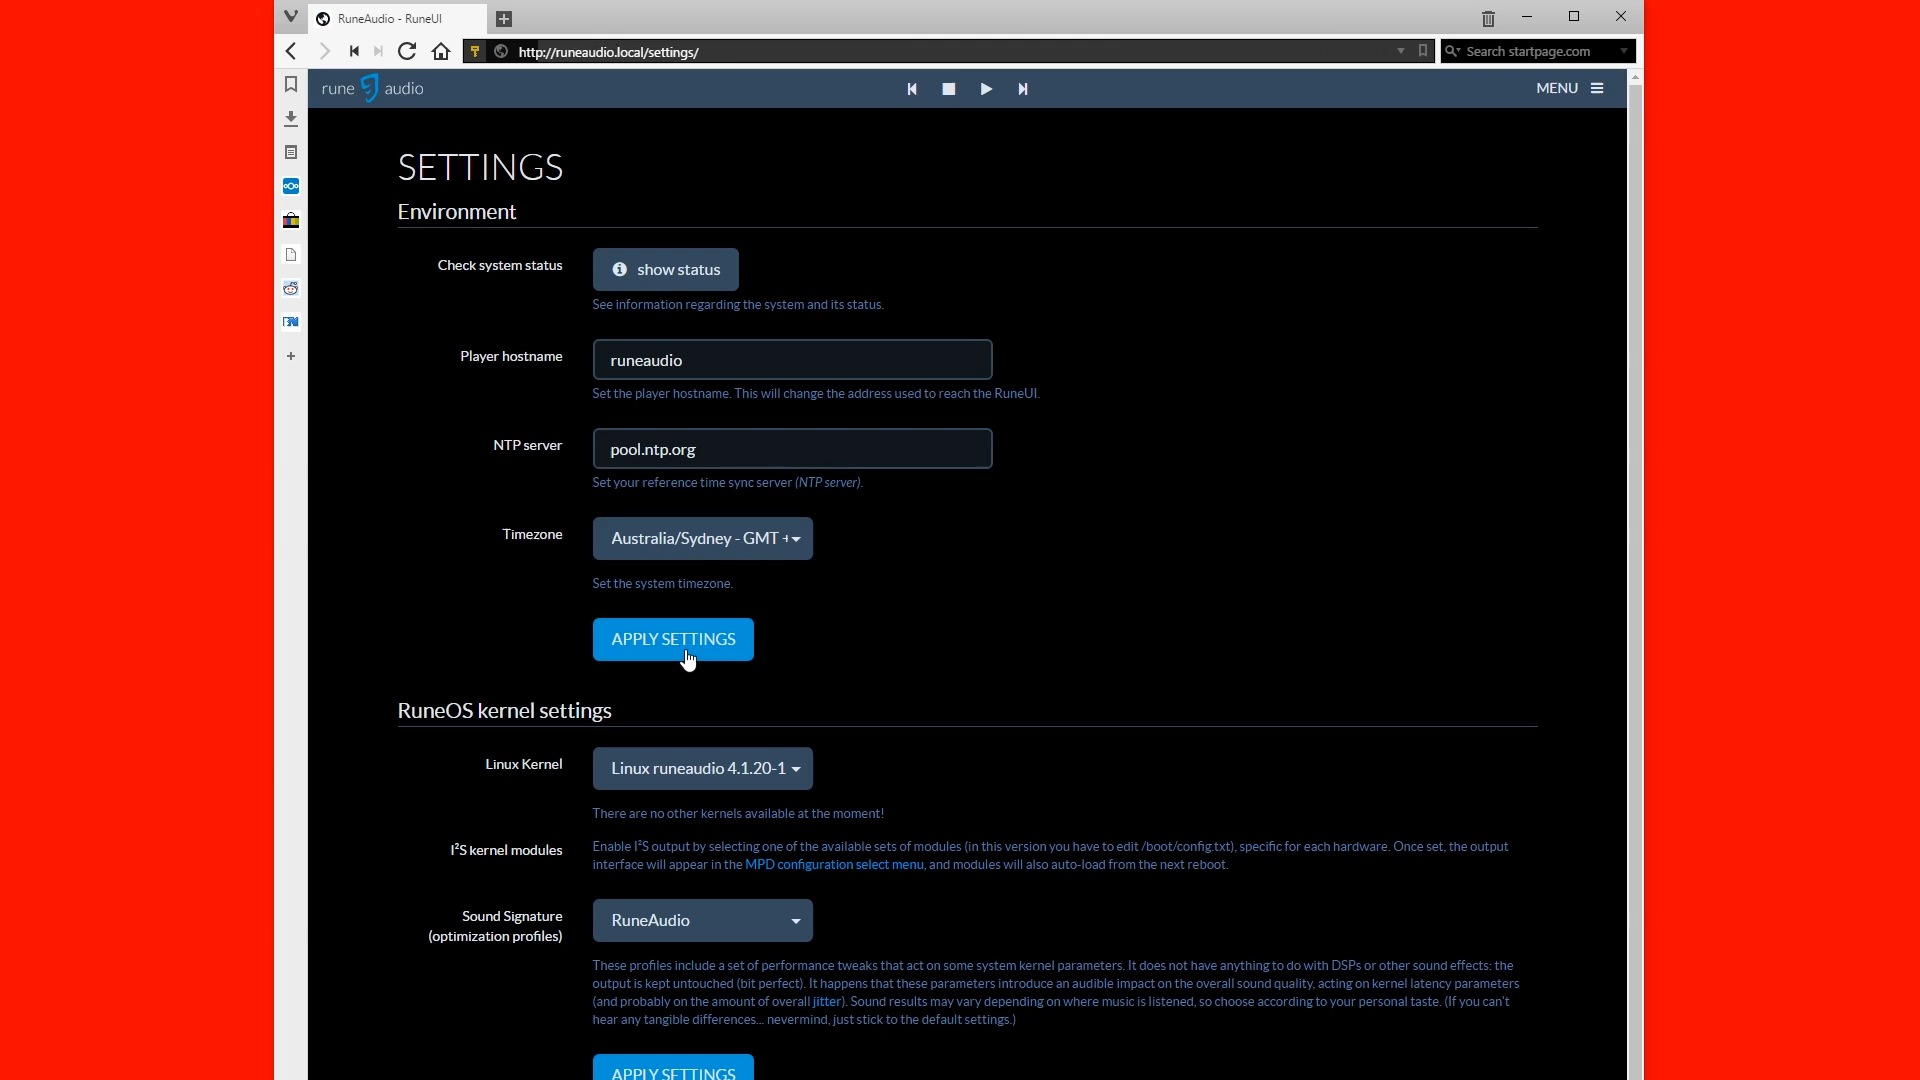 RuneAudio - RuneUI
http://runeaudio.local/settings/
Search startpage.com
rune audio
MENU
SETTINGS
Environment
Check system status
show status
See information regarding the system and its status.
Player hostname
runeaudio
Set the player hostname. This will change the address used to reach the RuneUI.
NTP server
pool.ntp.org
Set your reference time sync server (NTP server).
Timezone
Australia/Sydney - GMT +
Set the system timezone.
APPLY SETTINGS
RuneOS kernel settings
Linux Kernel
Linux runeaudio 4.1.20-1
There are no other kernels available at the moment!
I²S kernel modules
Enable I²S output by selecting one of the available sets of modules (in this version you have to edit /boot/config.txt), specific for each hardware. Once set, the output
interface will appear in the MPD configuration select menu, and modules will also auto-load from the next reboot.
Sound Signature
(optimization profiles)
RuneAudio
These profiles include a set of performance tweaks that act on some system kernel parameters. It does not have anything to do with DSPs or other sound effects: the
output is kept untouched (bit perfect). It happens that these parameters introduce an audible impact on the overall sound quality, acting on kernel latency parameters
(and probably on the amount of overall jitter). Sound results may vary depending on where music is listened, so choose according to your personal taste. (If you can't
hear any tangible differences... nevermind, just stick to the default settings.)
APPLY SETTINGS